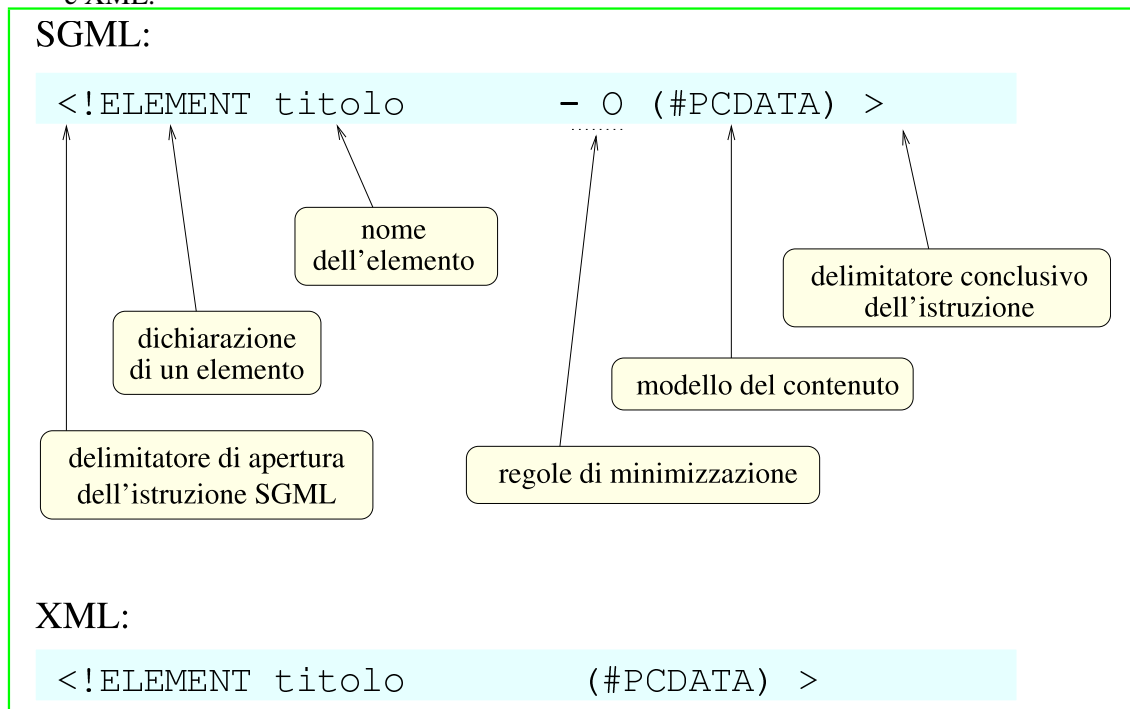 e XML:
SGML:
<!ELEMENT titolo - O (#PCDATA) >
nome
dell'elemento
delimitatore conclusivo
dell'istruzione
dichiarazione
di un elemento
modello del contenuto
delimitatore di apertura
dell'istruzione SGML
regole di minimizzazione
XML:
<!ELEMENT titolo (#PCDATA) >